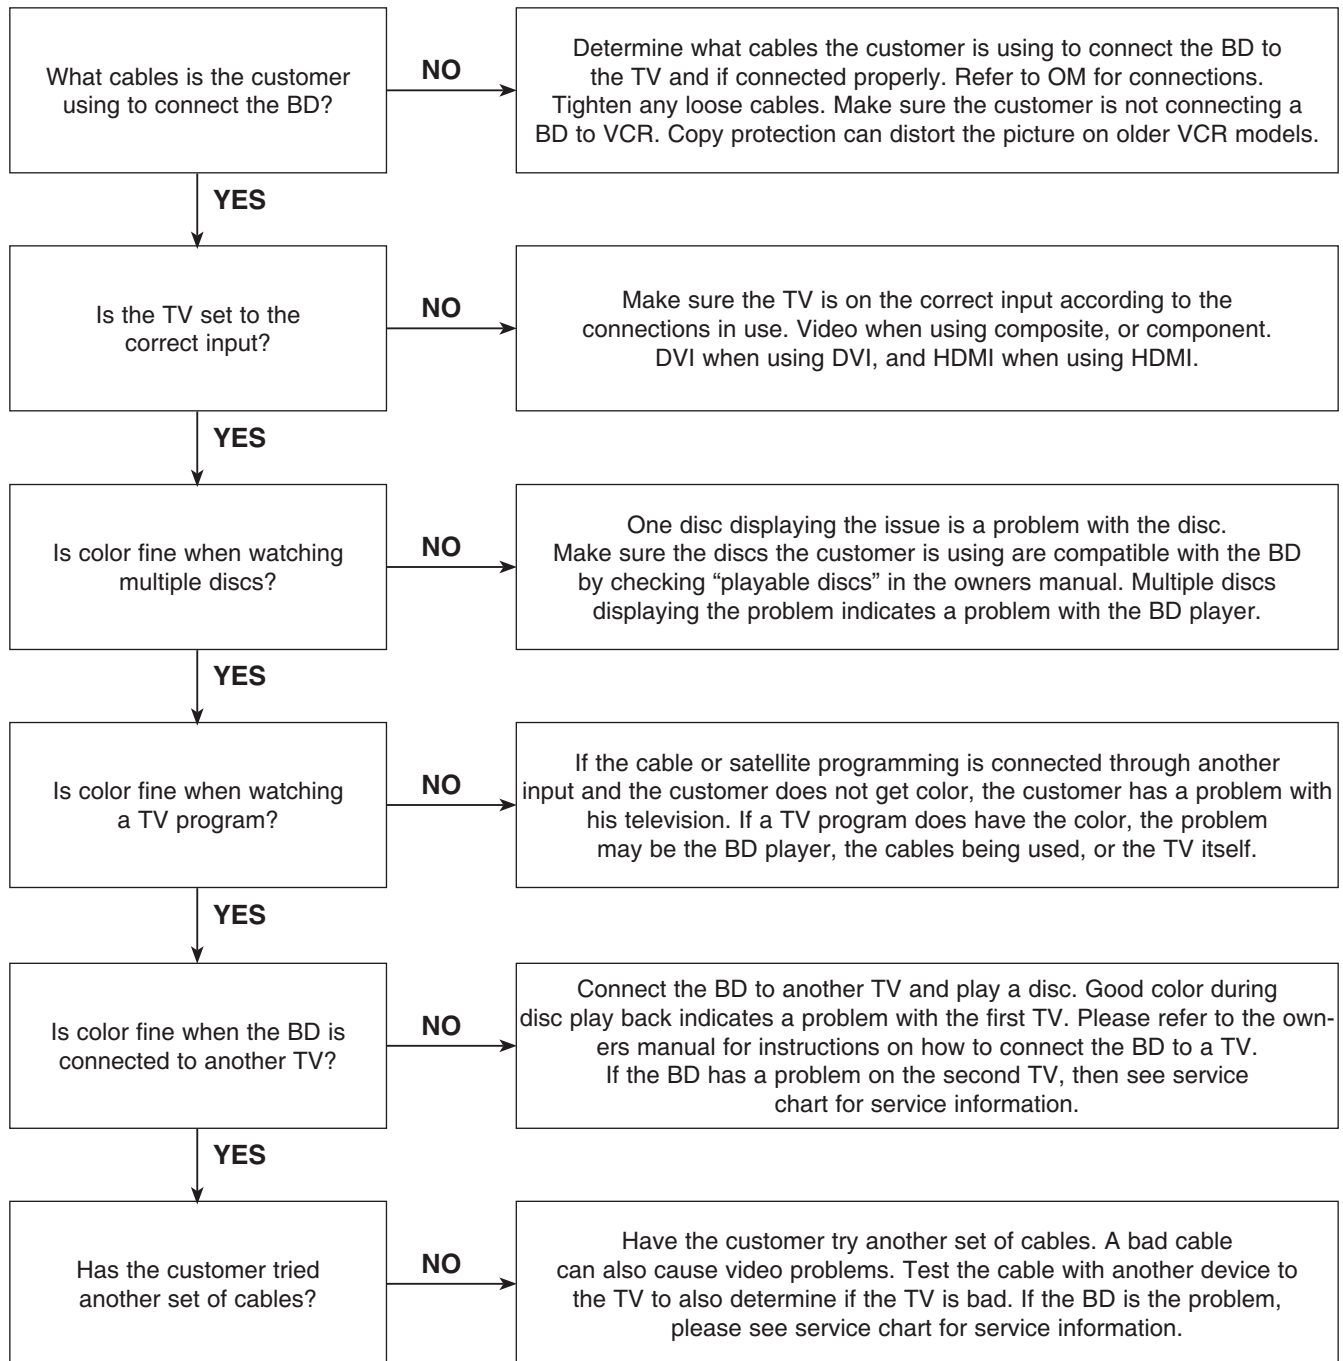 What cables is the customer
using to connect the BD?
NO
Determine what cables the customer is using to connect the BD to
the TV and if connected properly. Refer to OM for connections.
Tighten any loose cables. Make sure the customer is not connecting a
BD to VCR. Copy protection can distort the picture on older VCR models.
YES
Is the TV set to the
correct input?
NO
Make sure the TV is on the correct input according to the
connections in use. Video when using composite, or component.
DVI when using DVI, and HDMI when using HDMI.
YES
Is color fine when watching
multiple discs?
NO
One disc displaying the issue is a problem with the disc.
Make sure the discs the customer is using are compatible with the BD
by checking “playable discs” in the owners manual. Multiple discs
displaying the problem indicates a problem with the BD player.
YES
Is color fine when watching
a TV program?
NO
If the cable or satellite programming is connected through another
input and the customer does not get color, the customer has a problem with
his television. If a TV program does have the color, the problem
may be the BD player, the cables being used, or the TV itself.
YES
Is color fine when the BD is
connected to another TV?
NO
Connect the BD to another TV and play a disc. Good color during
disc play back indicates a problem with the first TV. Please refer to the own-
ers manual for instructions on how to connect the BD to a TV.
If the BD has a problem on the second TV, then see service
chart for service information.
YES
Has the customer tried
another set of cables?
NO
Have the customer try another set of cables. A bad cable
can also cause video problems. Test the cable with another device to
the TV to also determine if the TV is bad. If the BD is the problem,
please see service chart for service information.